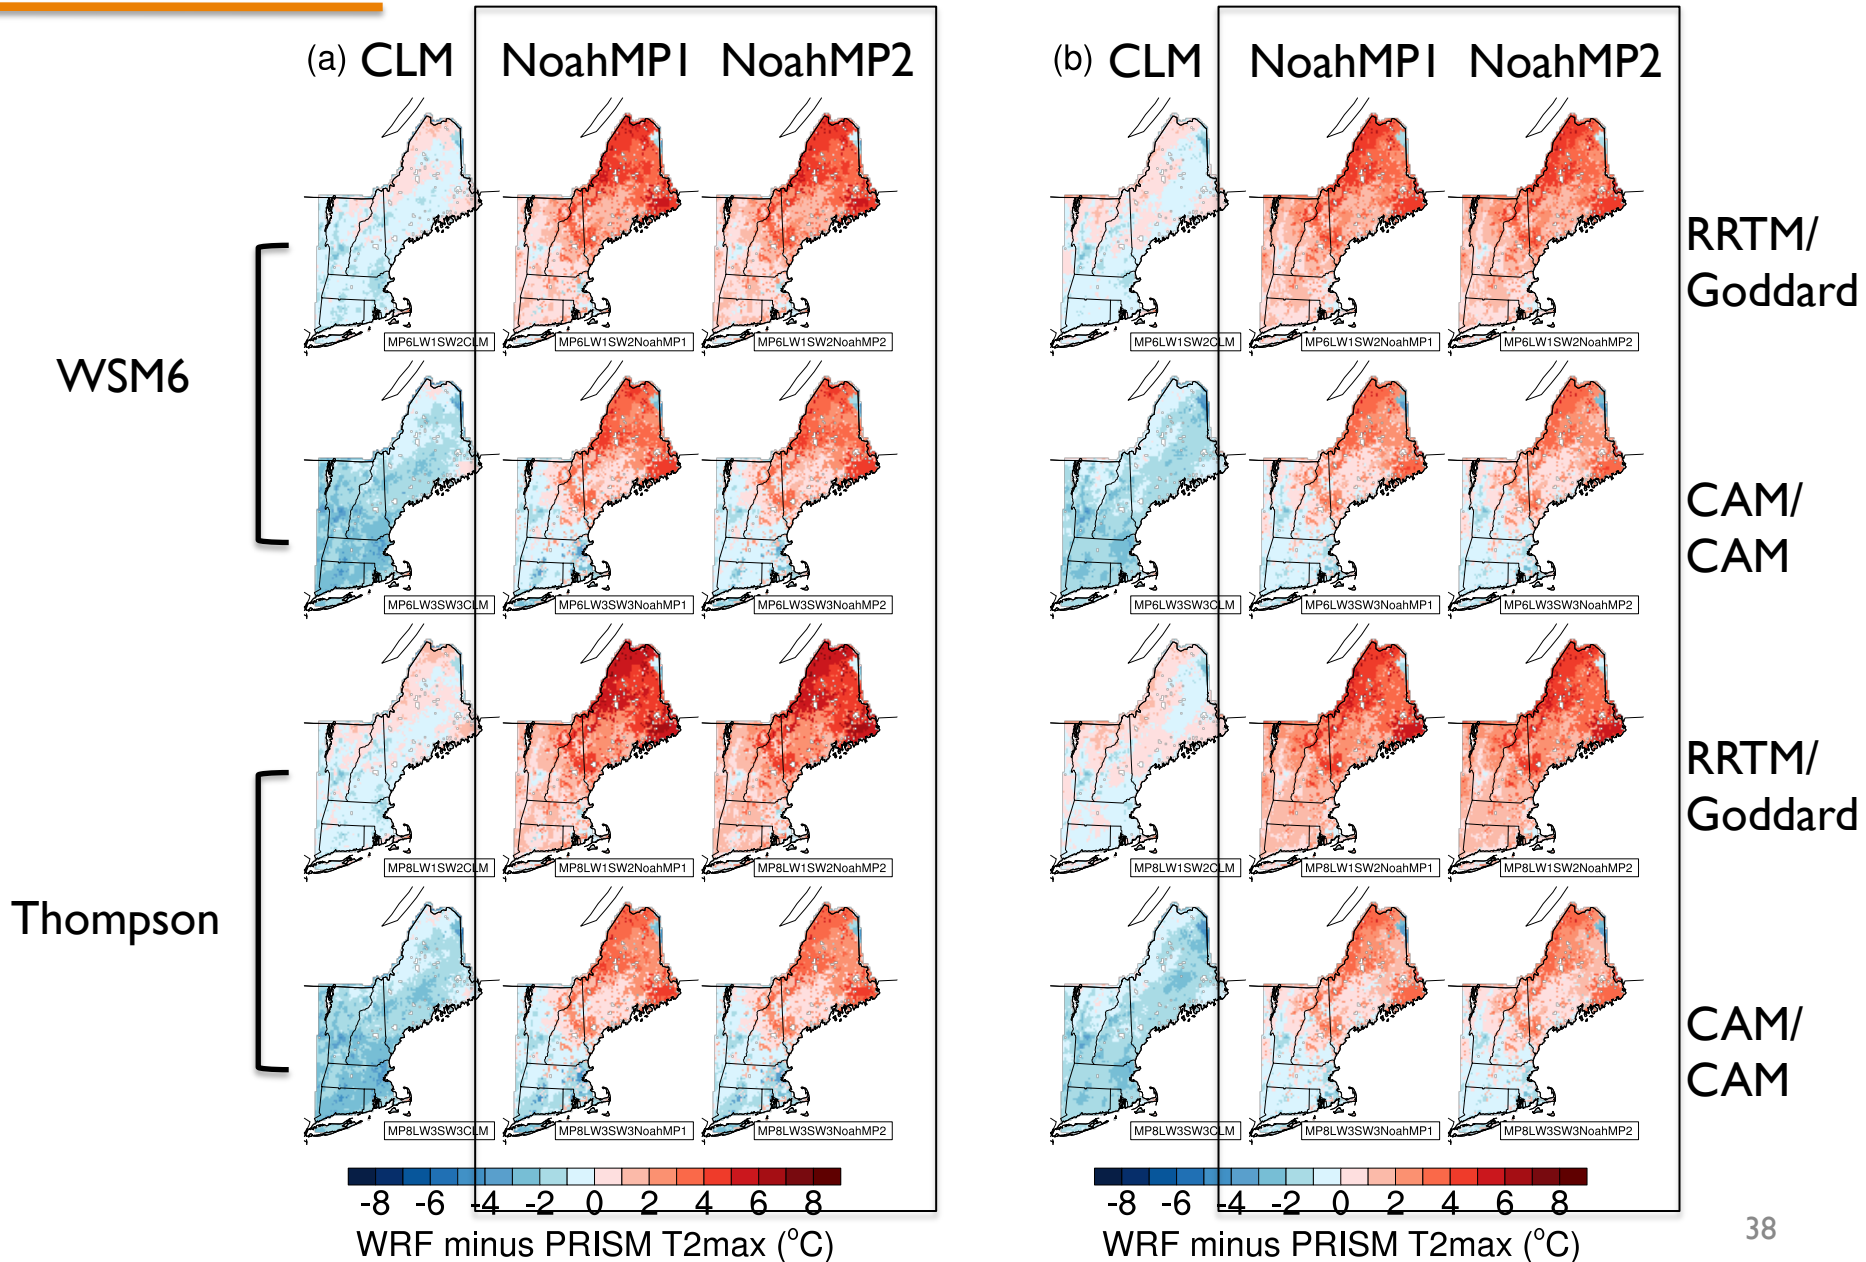 (a) CLM NoahMP1 NoahMP2
(b) CLM NoahMP1 NoahMP2
MP6LW1SW2CLM MP6LW1SW2NoahMP1 MP6LW1SW2NoahMP2
MP6LW1SW2CLM MP6LW1SW2NoahMP1 MP6LW1SW2NoahMP2
RRTM/
Goddard
WSM6
MP6LW3SW3CLM MP6LW3SW3NoahMP1 MP6LW3SW3NoahMP2
MP6LW3SW3CLM MP6LW3SW3NoahMP1 MP6LW3SW3NoahMP2
CAM/
CAM
MP8LW1SW2CLM MP8LW1SW2NoahMP1 MP8LW1SW2NoahMP2
MP8LW1SW2CLM MP8LW1SW2NoahMP1 MP8LW1SW2NoahMP2
RRTM/
Goddard
Thompson
MP8LW3SW3CLM MP8LW3SW3NoahMP1 MP8LW3SW3NoahMP2
MP8LW3SW3CLM MP8LW3SW3NoahMP1 MP8LW3SW3NoahMP2
CAM/
CAM
-8 -6 -4 -2 0 2 4 6 8
WRF minus PRISM T2max (°C)
-8 -6 -4 -2 0 2 4 6 8
WRF minus PRISM T2max (°C)
38